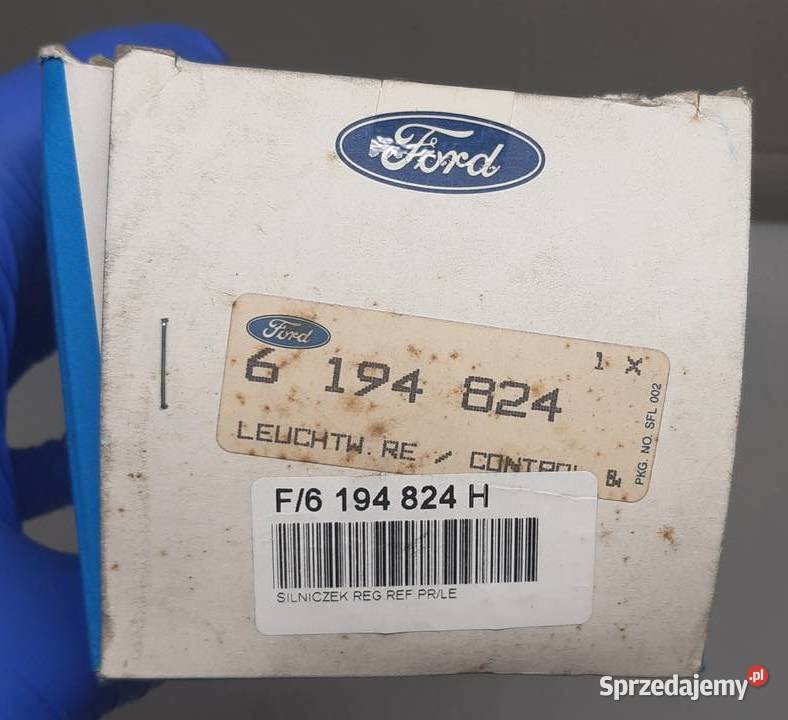 Ford
Ford
1 X
6 194 824
LEUCHTW.RE / CONTROL &
PKG. NO. SFL 002
F/6 194 824 H
SILNICZEK REG REF PR/LE
Sprzedajemy.pl